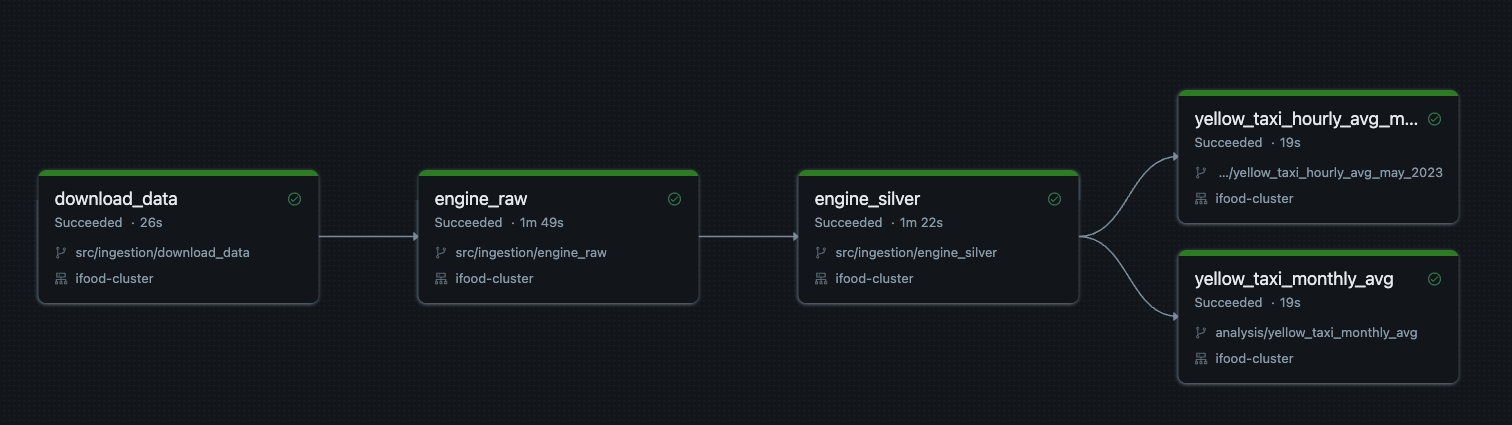 download_data
Succeeded · 26s
src/ingestion/download_data
ifood-cluster
engine_raw
Succeeded · 1m 49s
src/ingestion/engine_raw
ifood-cluster
engine_silver
Succeeded · 1m 22s
src/ingestion/engine_silver
ifood-cluster
yellow_taxi_hourly_avg_m...
Succeeded · 19s
.../yellow_taxi_hourly_avg_may_2023
ifood-cluster
yellow_taxi_monthly_avg
Succeeded · 19s
analysis/yellow_taxi_monthly_avg
ifood-cluster